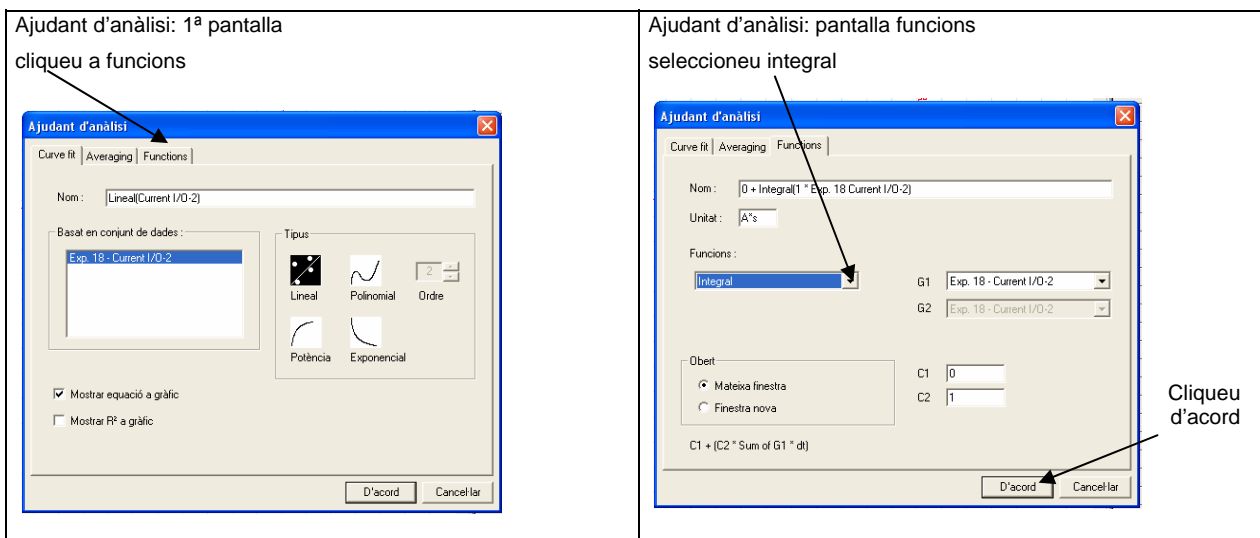 Ajudant d'anàlisi: 1ª pantalla
cliqueu a funcions
Ajudant d'anàlisi
Curve fit
Averaging
Functions
Nom :
Lineal(Current I/O-2)
Basat en conjunt de dades :
Exp. 18 - Current I/O-2
Tipus
Lineal
Polinomial
2
Ordre
Potència
Exponencial
Mostrar equació a gràfic
Mostrar R² a gràfic
D'acord
Cancel·lar
Ajudant d'anàlisi: pantalla funcions
seleccioneu integral
Ajudant d'anàlisi
Curve fit
Averaging
Functions
Nom :
0 + Integral(1 * Exp. 18 Current I/O-2)
Unitat :
A*s
Funcions :
Integral
G1
Exp. 18 - Current I/O-2
G2
Exp. 18 - Current I/O-2
Obert
Mateixa finestra
Finestra nova
C1
0
C2
1
C1 + (C2 * Sum of G1 * dt)
D'acord
Cancel·lar
Cliqueu
d'acord